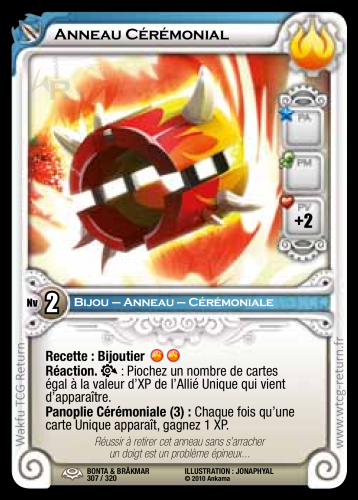 Anneau Cérémonial
PA
PM
PV
+2
Nv 2 Bijou – Anneau – Cérémoniale
Recette : Bijoutier
Réaction. : Piochez un nombre de cartes
égal à la valeur d'XP de l'Allié Unique qui vient
d'apparaître.
Panoplie Cérémoniale (3) : Chaque fois qu'une
carte Unique apparaît, gagnez 1 XP.
Réussir à retirer cet anneau sans s'arracher
un doigt est un problème épineux...
BONTA & BRÂKMAR
307 / 320
ILLUSTRATION : JONAPHYAL
© 2010 Ankama
Wakfu TCG Return
www.wtcg-return.fr